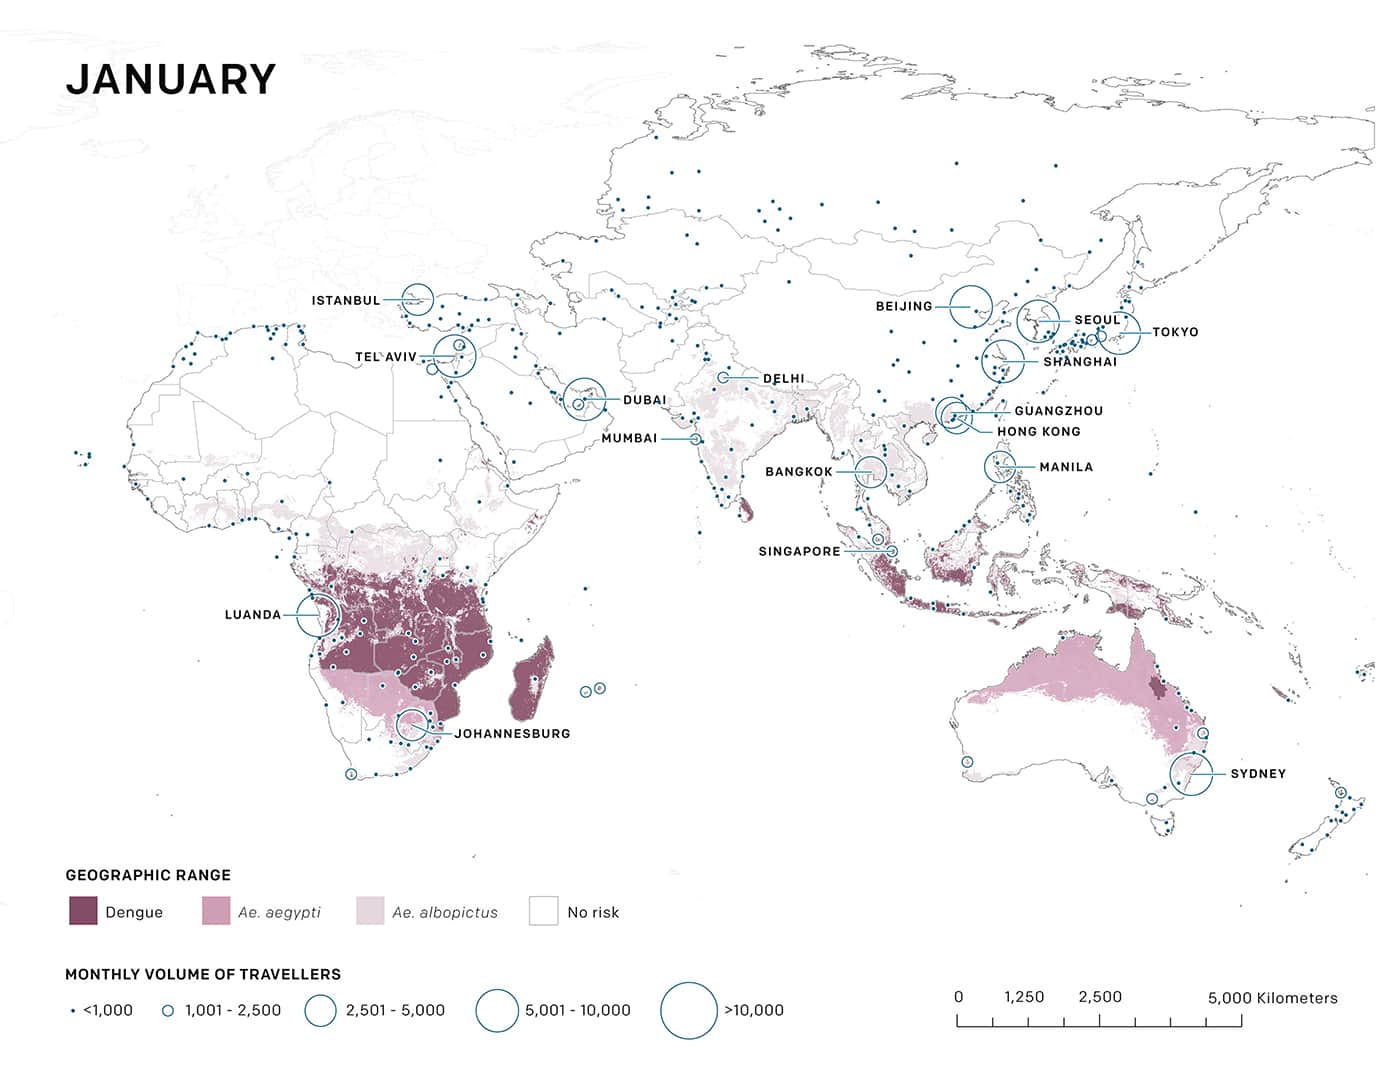 JANUARY
ISTANBUL
BEIJING
SEOUL
TOKYO
TEL AVIV
SHANGHAI
DELHI
DUBAI
GUANGZHOU
HONG KONG
MUMBAI
MANILA
BANGKOK
SINGAPORE
LUANDA
JOHANNESBURG
SYDNEY
GEOGRAPHIC RANGE
Dengue Ae. aegypti Ae. albopictus No risk
MONTHLY VOLUME OF TRAVELLERS
<1,000 1,001 - 2,500 2,501 - 5,000 5,001 - 10,000 >10,000
0 1,250 2,500 5,000 Kilometers